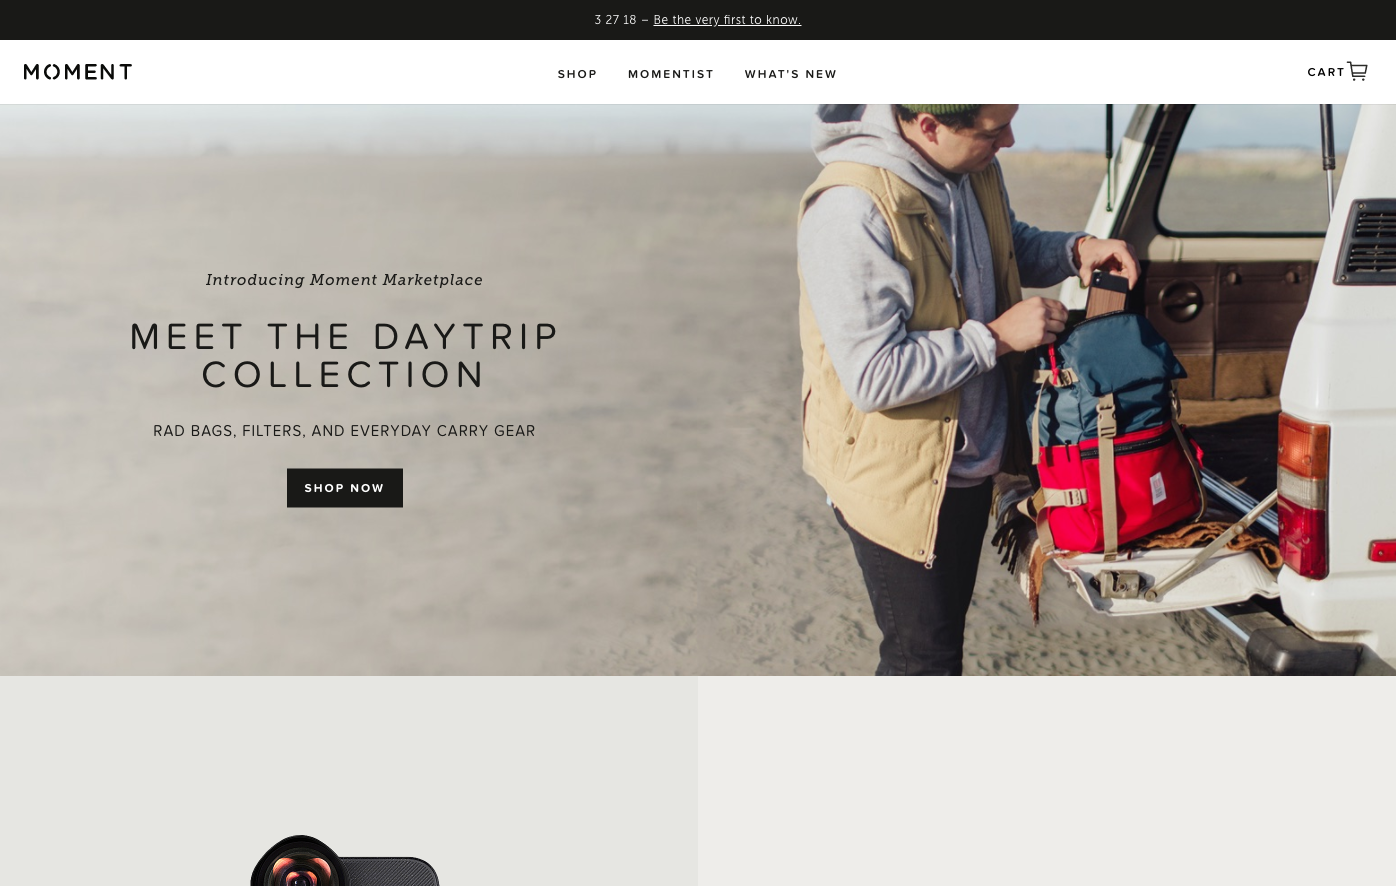 3 27 18 – Be the very first to know.
MOMENT
SHOP MOMENTIST WHAT'S NEW
CART
Introducing Moment Marketplace
MEET THE DAYTRIP
COLLECTION
RAD BAGS, FILTERS, AND EVERYDAY CARRY GEAR
SHOP NOW